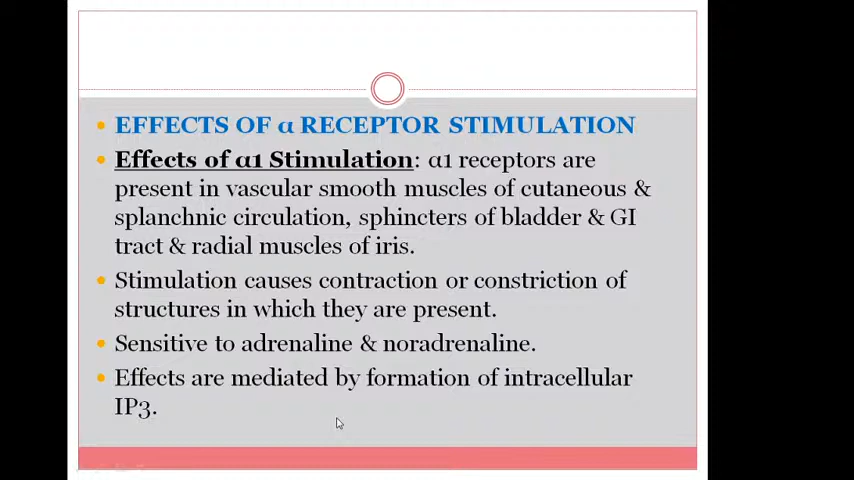 EFFECTS OF α RECEPTOR STIMULATION
Effects of α1 Stimulation: α1 receptors are
present in vascular smooth muscles of cutaneous &
splanchnic circulation, sphincters of bladder & GI
tract & radial muscles of iris.
Stimulation causes contraction or constriction of
structures in which they are present.
Sensitive to adrenaline & noradrenaline.
Effects are mediated by formation of intracellular
IP3.